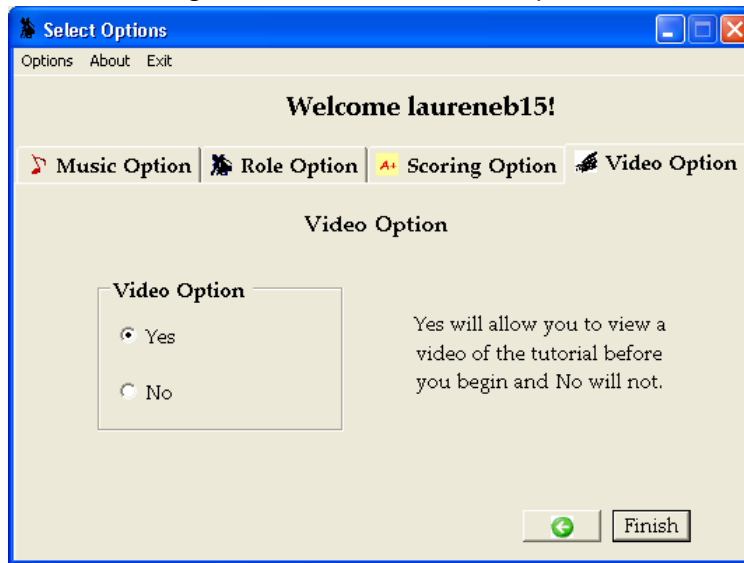 Select Options
Options About Exit
Welcome laureneb15!
Music Option Role Option A+ Scoring Option Video Option
Video Option
Video Option
Yes
No
Yes will allow you to view a
video of the tutorial before
you begin and No will not.
Finish